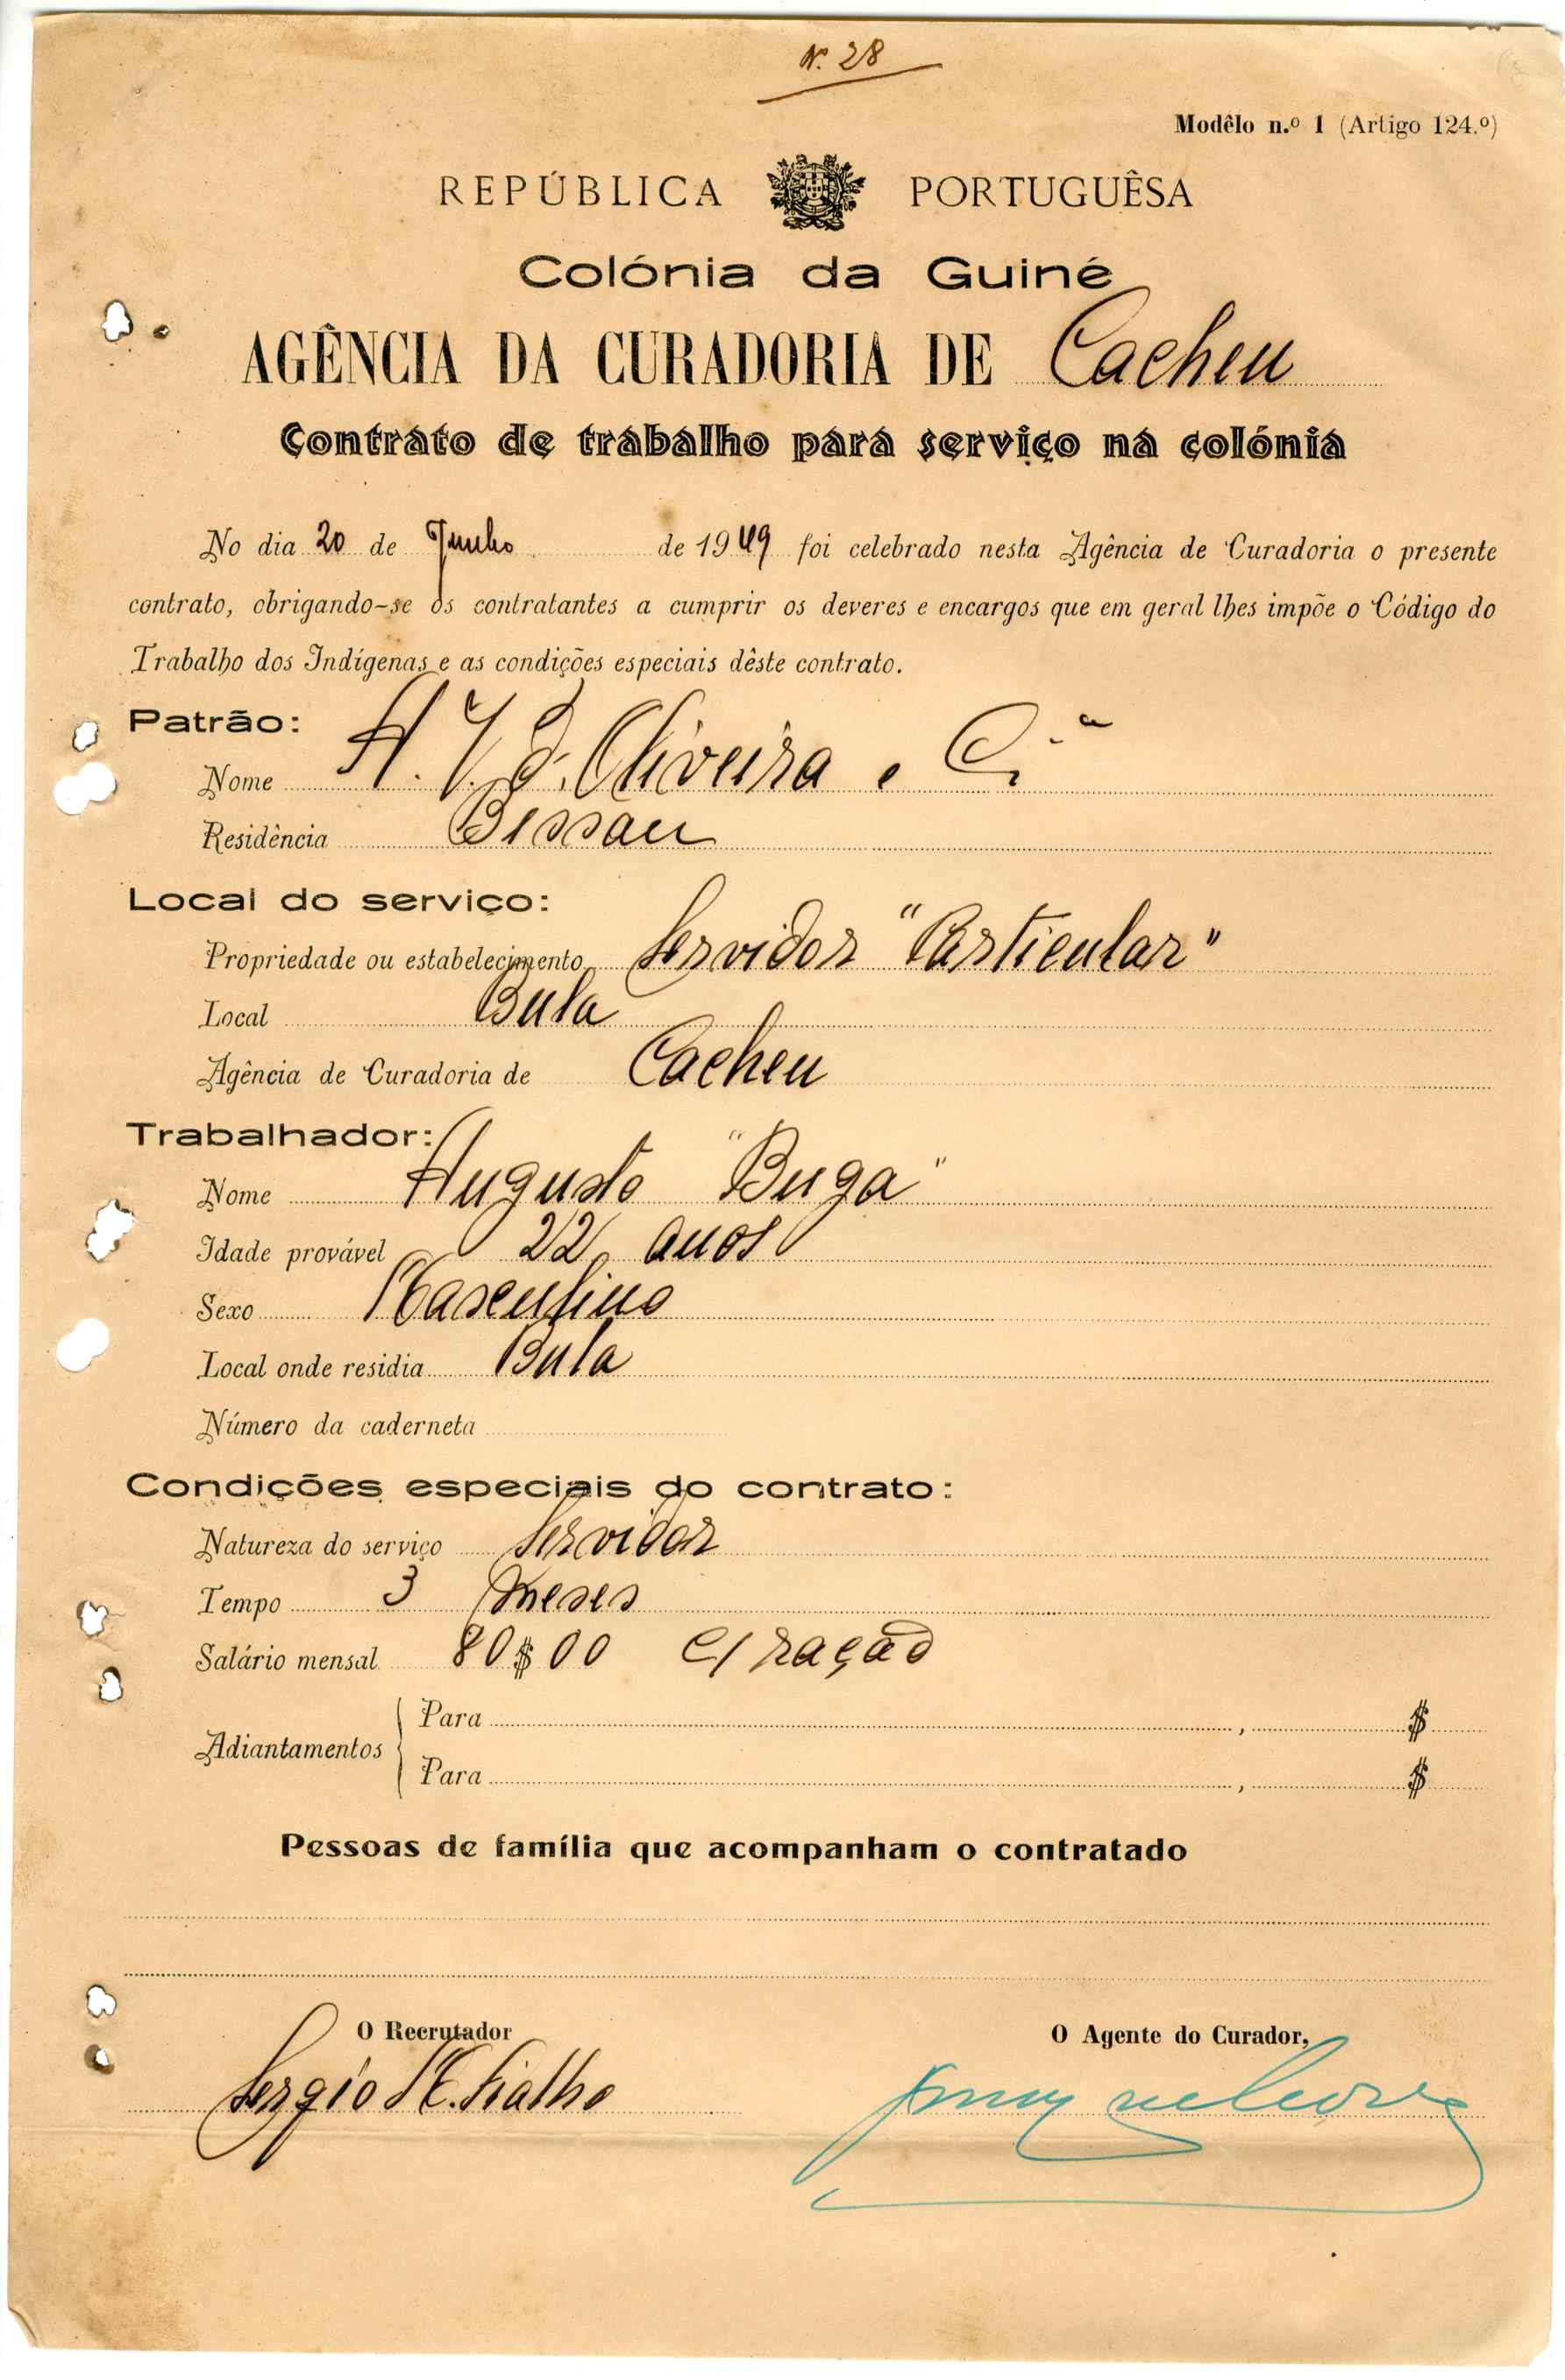 N. 28
Modêlo n.º 1 (Artigo 124.º)
REPÚBLICA PORTUGUÊSA
Colónia da Guiné
AGÊNCIA DA CURADORIA DE Cacheu
Contrato de trabalho para serviço na colónia
No dia 20 de Junho de 1949 foi celebrado nesta Agência de Curadoria o presente
contrato, obrigando-se os contratantes a cumprir os deveres e encargos que em geral lhes impõe o Código do
Trabalho dos Indígenas e as condições especiais dêste contrato.
Patrão:
Nome A. V. d'Oliveira e C.ª
Residência Bissau
Local do serviço:
Propriedade ou estabelecimento Servidor "Particular"
Local Bula
Agência de Curadoria de Cacheu
Trabalhador:
Nome Augusto "Buga"
Idade provável 22 anos
Sexo Masculino
Local onde residia Bula
Número da caderneta
Condições especiais do contrato:
Natureza do serviço Servidor
Tempo 3 meses
Salário mensal 80$00 c/ ração
Adiantamentos { Para , $
Para , $
Pessoas de família que acompanham o contratado
O Recrutador O Agente do Curador,
Sergio M. Fialho